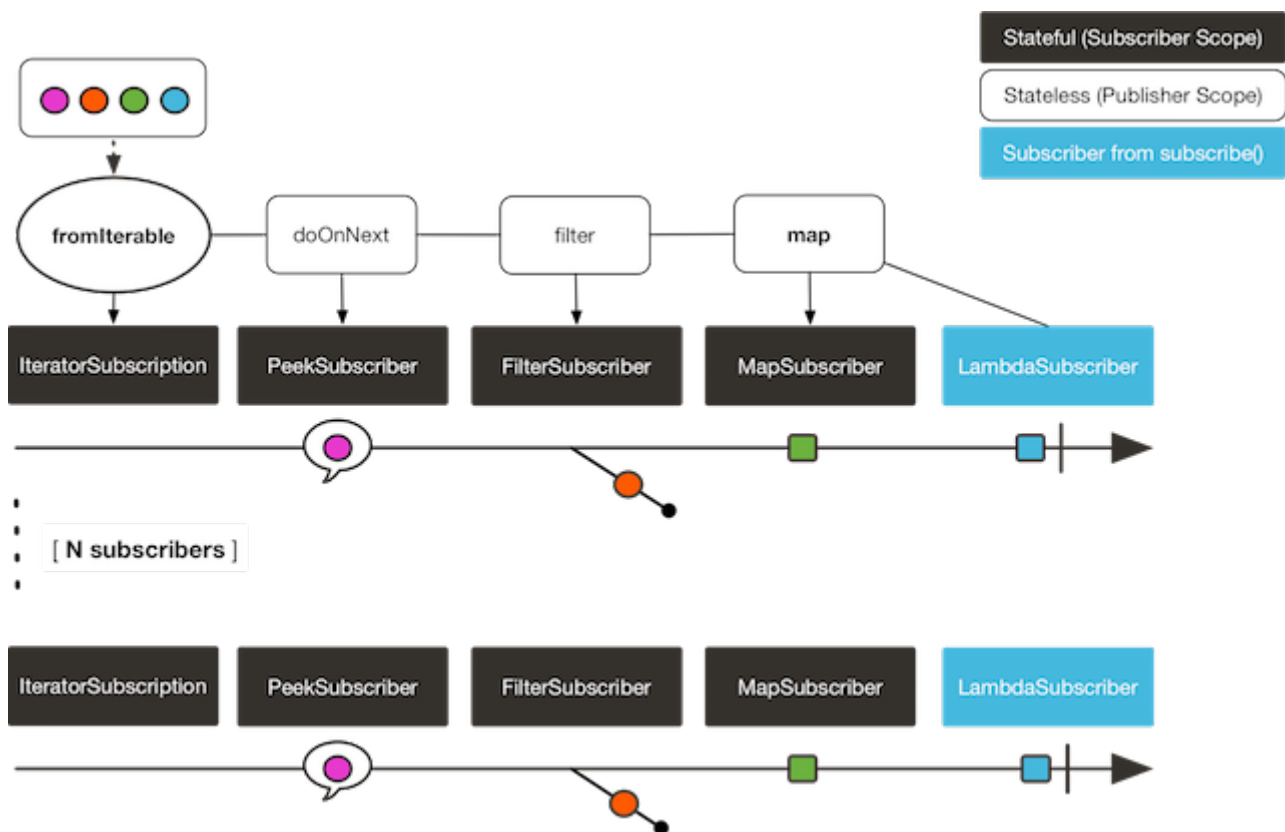 Stateful (Subscriber Scope)
Stateless (Publisher Scope)
Subscriber from subscribe()
fromIterable
doOnNext
filter
map
IteratorSubscription
PeekSubscriber
FilterSubscriber
MapSubscriber
LambdaSubscriber
[ N subscribers ]
IteratorSubscription
PeekSubscriber
FilterSubscriber
MapSubscriber
LambdaSubscriber